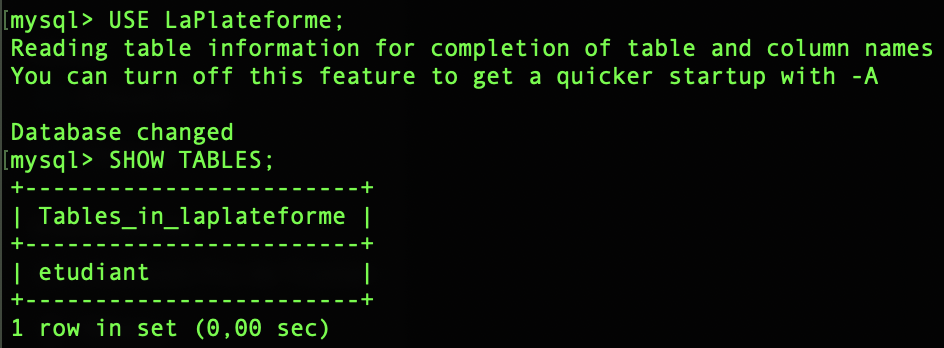 [mysql> USE LaPlateforme;
Reading table information for completion of table and column names
You can turn off this feature to get a quicker startup with -A

Database changed
[mysql> SHOW TABLES;
+------------------------+
| Tables_in_laplateforme |
+------------------------+
| etudiant               |
+------------------------+
1 row in set (0,00 sec)